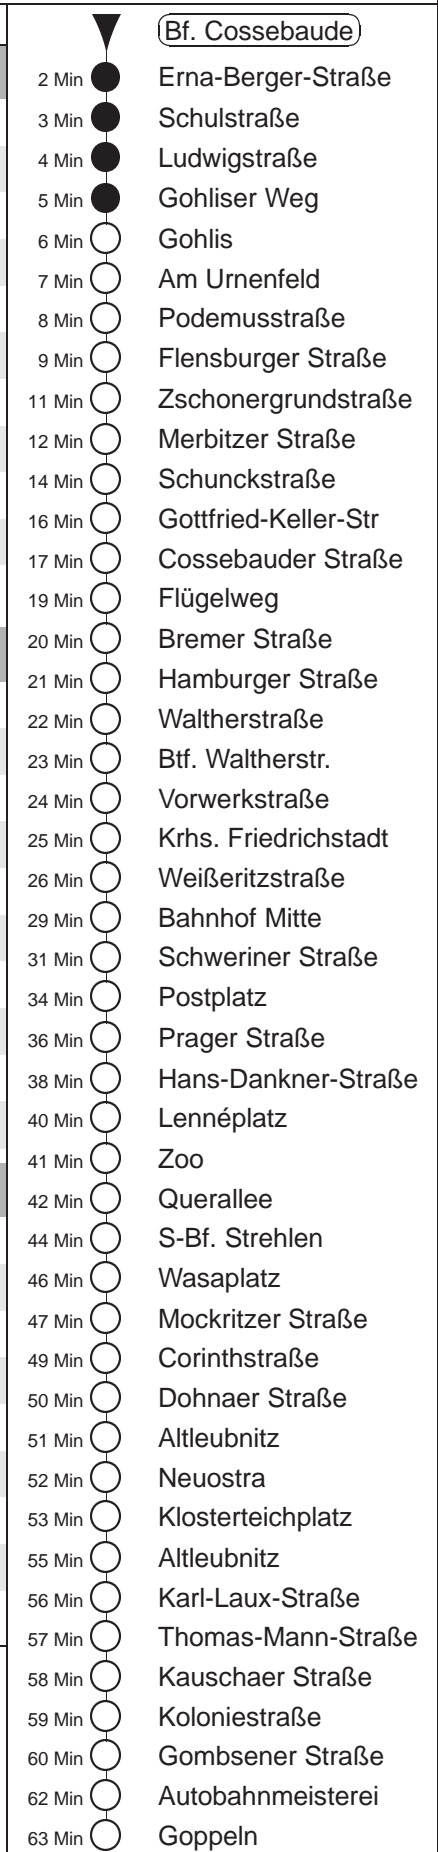 Bf. Cossebaude
2 Min Erna-Berger-Straße
3 Min Schulstraße
4 Min Ludwigstraße
5 Min Gohliser Weg
6 Min Gohlis
7 Min Am Urnenfeld
8 Min Podemusstraße
9 Min Flensburger Straße
11 Min Zschonergrundstraße
12 Min Merbitzer Straße
14 Min Schunckstraße
16 Min Gottfried-Keller-Str
17 Min Cossebauder Straße
19 Min Flügelweg
20 Min Bremer Straße
21 Min Hamburger Straße
22 Min Waltherstraße
23 Min Btf. Waltherstr.
24 Min Vorwerkstraße
25 Min Krhs. Friedrichstadt
26 Min Weißeritzstraße
29 Min Bahnhof Mitte
31 Min Schweriner Straße
34 Min Postplatz
36 Min Prager Straße
38 Min Hans-Dankner-Straße
40 Min Lennéplatz
41 Min Zoo
42 Min Querallee
44 Min S-Bf. Strehlen
46 Min Wasaplatz
47 Min Mockritzer Straße
49 Min Corinthstraße
50 Min Dohnaer Straße
51 Min Altleubnitz
52 Min Neuostra
53 Min Klosterteichplatz
55 Min Altleubnitz
56 Min Karl-Laux-Straße
57 Min Thomas-Mann-Straße
58 Min Kauschaer Straße
59 Min Koloniestraße
60 Min Gombsener Straße
62 Min Autobahnmeisterei
63 Min Goppeln